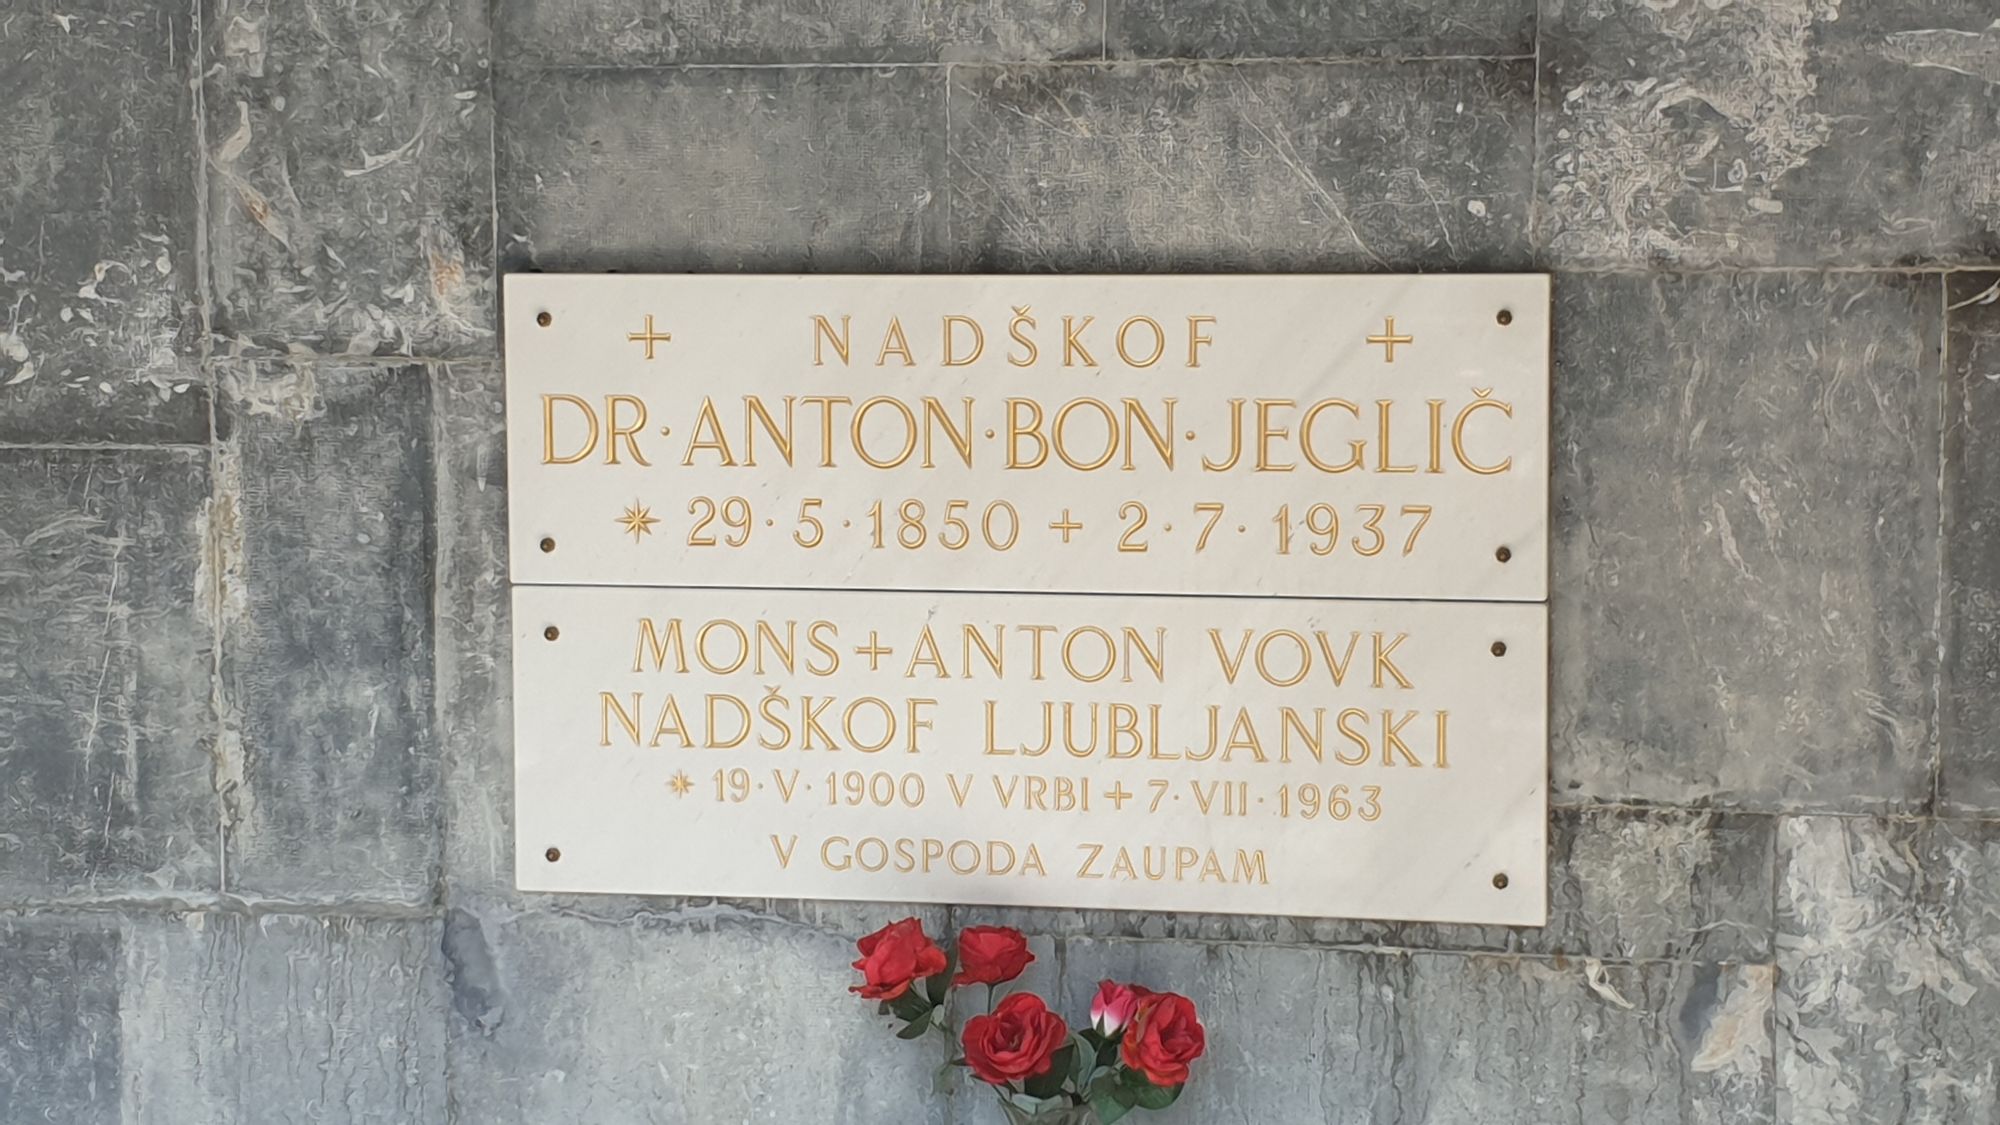 + NADŠKOF +
DR·ANTON·BON·JEGLIČ
* 29·5·1850 + 2·7·1937
MONS+ANTON VOVK
NADŠKOF LJUBLJANSKI
* 19·V·1900 V VRBI + 7·VII·1963
V GOSPODA ZAUPAM